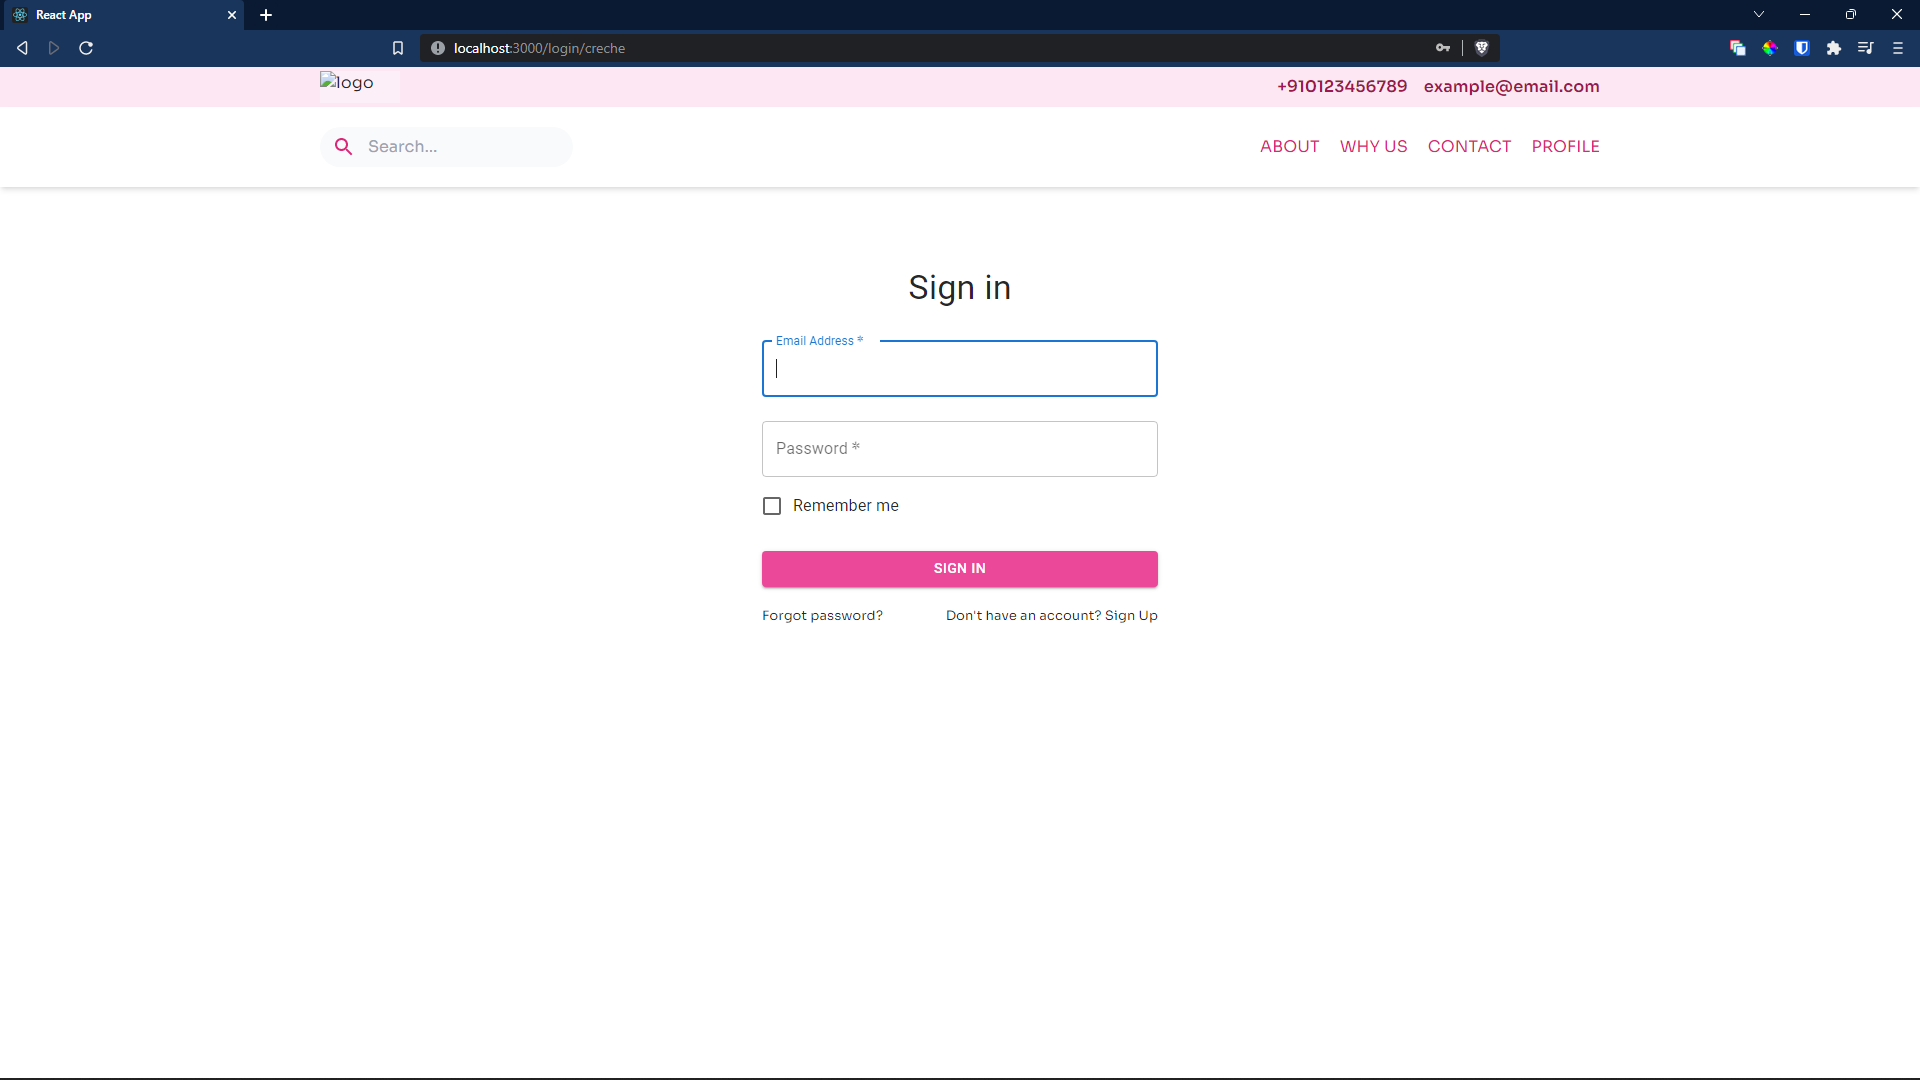 React App
localhost:3000/login/creche
logo
+910123456789 example@email.com
Search...
ABOUT WHY US CONTACT PROFILE
Sign in
Email Address *
Password *
Remember me
SIGN IN
Forgot password? Don't have an account? Sign Up